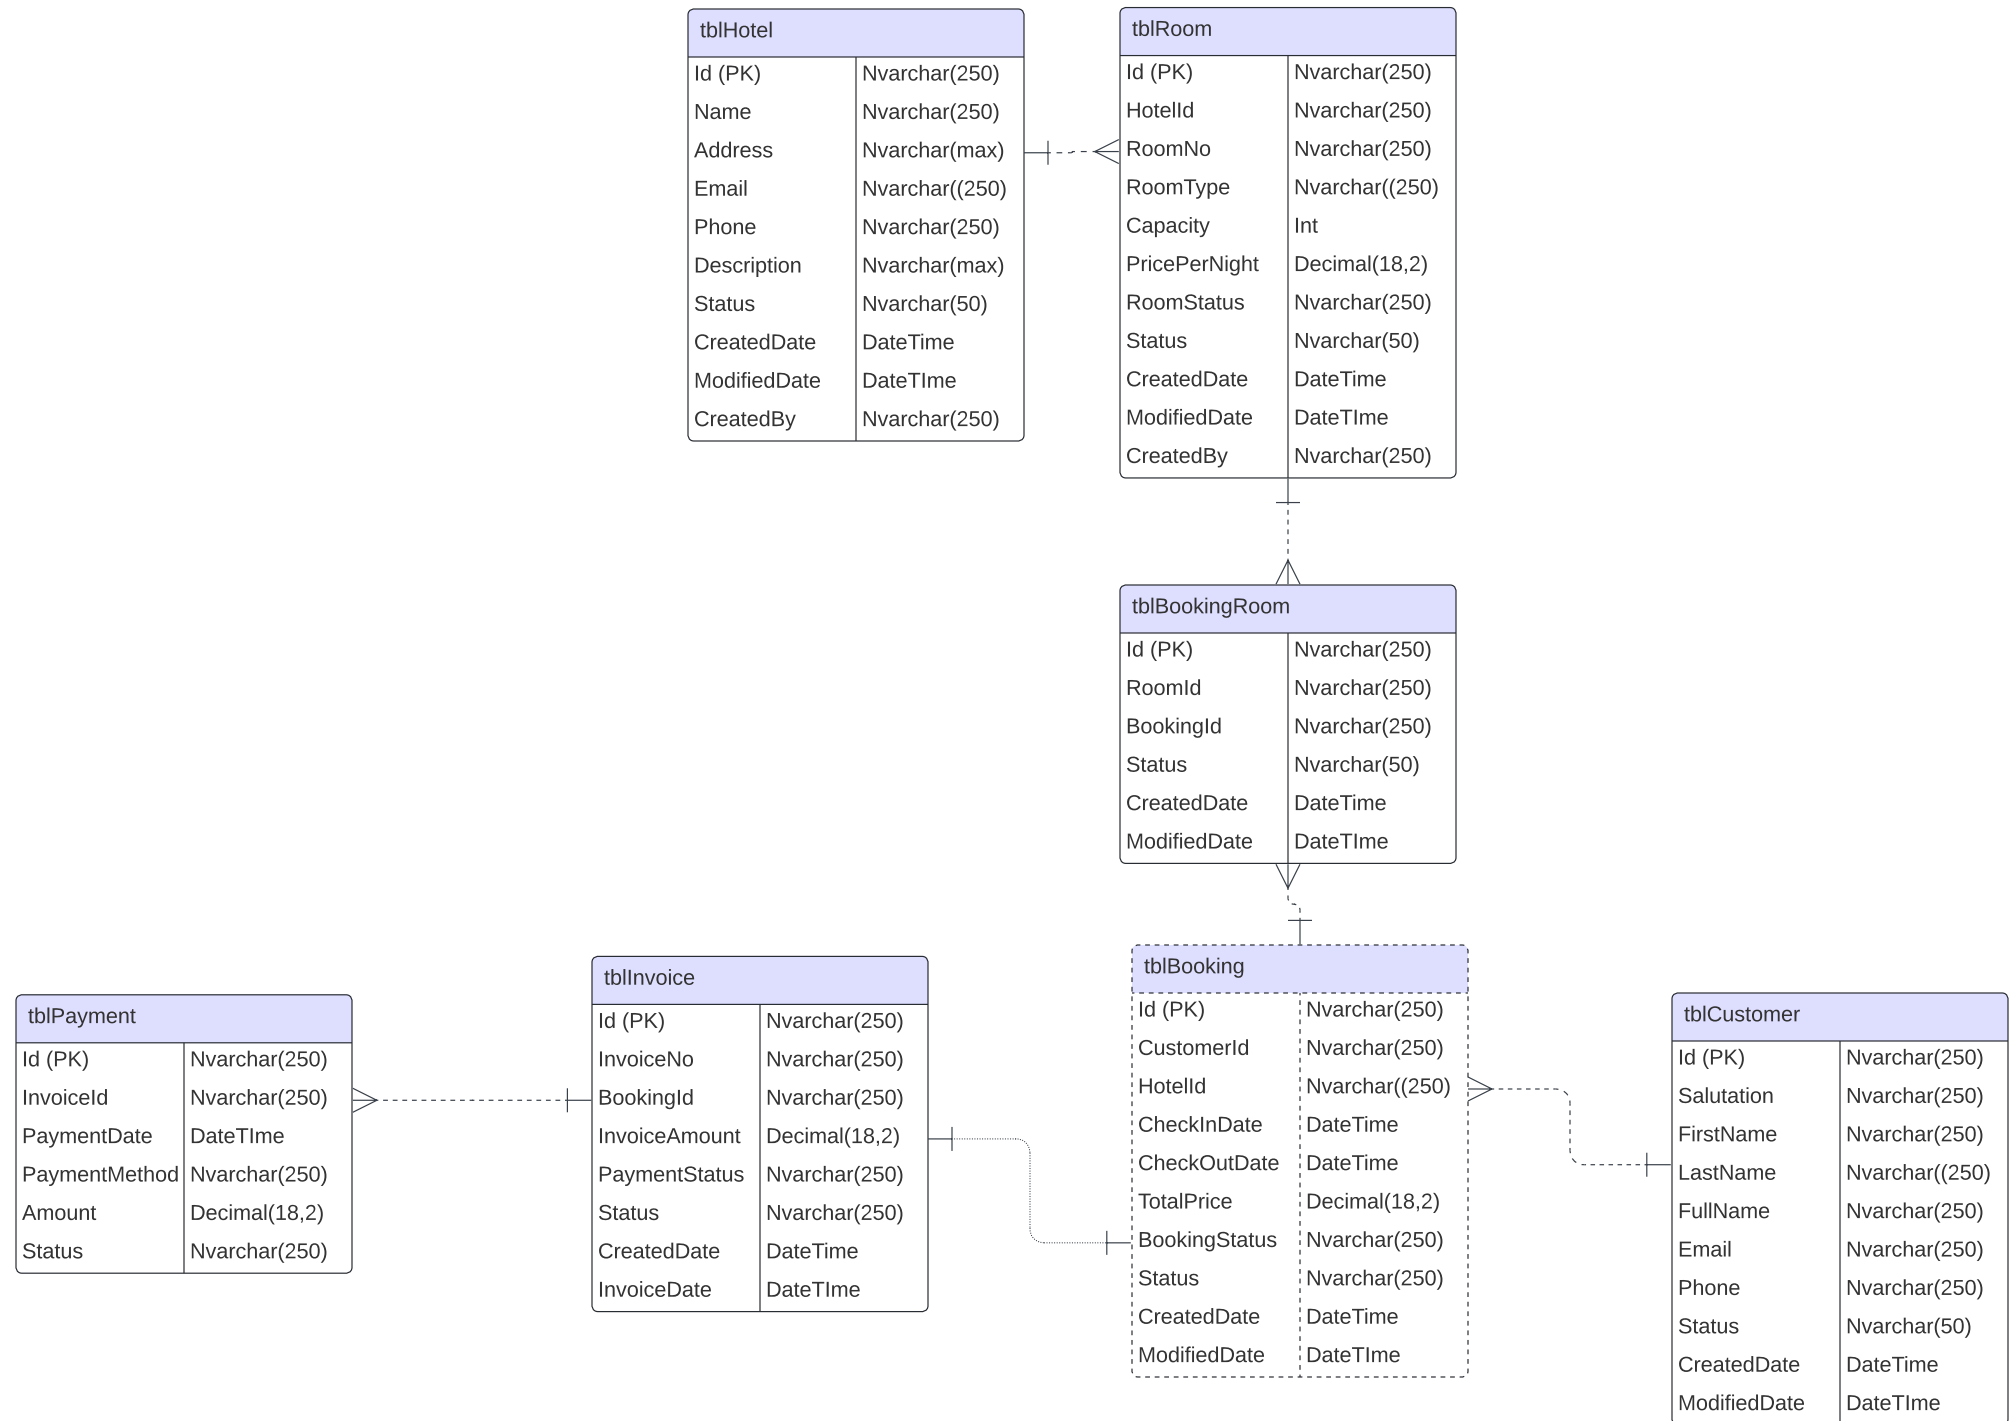 tblHotel
Id (PK) Nvarchar(250)
Name Nvarchar(250)
Address Nvarchar(max)
Email Nvarchar((250)
Phone Nvarchar(250)
Description Nvarchar(max)
Status Nvarchar(50)
CreatedDate DateTime
ModifiedDate DateTIme
CreatedBy Nvarchar(250)
tblRoom
Id (PK) Nvarchar(250)
HotelId Nvarchar(250)
RoomNo Nvarchar(250)
RoomType Nvarchar((250)
Capacity Int
PricePerNight Decimal(18,2)
RoomStatus Nvarchar(250)
Status Nvarchar(50)
CreatedDate DateTime
ModifiedDate DateTIme
CreatedBy Nvarchar(250)
tblBookingRoom
Id (PK) Nvarchar(250)
RoomId Nvarchar(250)
BookingId Nvarchar(250)
Status Nvarchar(50)
CreatedDate DateTime
ModifiedDate DateTIme
tblPayment
Id (PK) Nvarchar(250)
InvoiceId Nvarchar(250)
PaymentDate DateTIme
PaymentMethod Nvarchar(250)
Amount Decimal(18,2)
Status Nvarchar(250)
tblInvoice
Id (PK) Nvarchar(250)
InvoiceNo Nvarchar(250)
BookingId Nvarchar(250)
InvoiceAmount Decimal(18,2)
PaymentStatus Nvarchar(250)
Status Nvarchar(250)
CreatedDate DateTime
InvoiceDate DateTIme
tblBooking
Id (PK) Nvarchar(250)
CustomerId Nvarchar(250)
HotelId Nvarchar((250)
CheckInDate DateTime
CheckOutDate DateTime
TotalPrice Decimal(18,2)
BookingStatus Nvarchar(250)
Status Nvarchar(250)
CreatedDate DateTime
ModifiedDate DateTIme
tblCustomer
Id (PK) Nvarchar(250)
Salutation Nvarchar(250)
FirstName Nvarchar(250)
LastName Nvarchar((250)
FullName Nvarchar(250)
Email Nvarchar(250)
Phone Nvarchar(250)
Status Nvarchar(50)
CreatedDate DateTime
ModifiedDate DateTIme